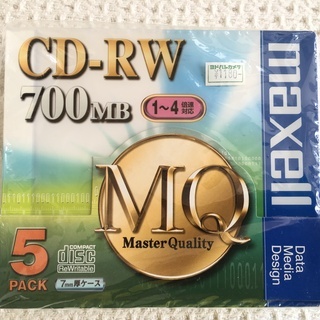 CD-RW
700MB
1〜4倍速対応
maxell
MQ
Master Quality
5
PACK
COMPACT
disc
ReWritable
7mm厚ケース
Data
Media
Design